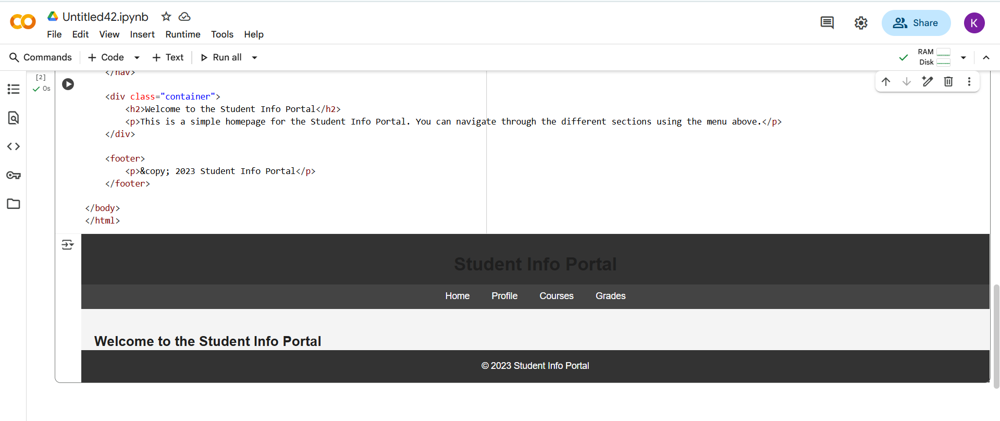 Untitled42.ipynb
File Edit View Insert Runtime Tools Help
Share
K
Commands + Code + Text Run all
RAM
Disk
[2]
0s
</nav>
<div class="container">
<h2>Welcome to the Student Info Portal</h2>
<p>This is a simple homepage for the Student Info Portal. You can navigate through the different sections using the menu above.</p>
</div>
<footer>
<p>&copy; 2023 Student Info Portal</p>
</footer>
</body>
</html>
Student Info Portal
Home Profile Courses Grades
Welcome to the Student Info Portal
© 2023 Student Info Portal